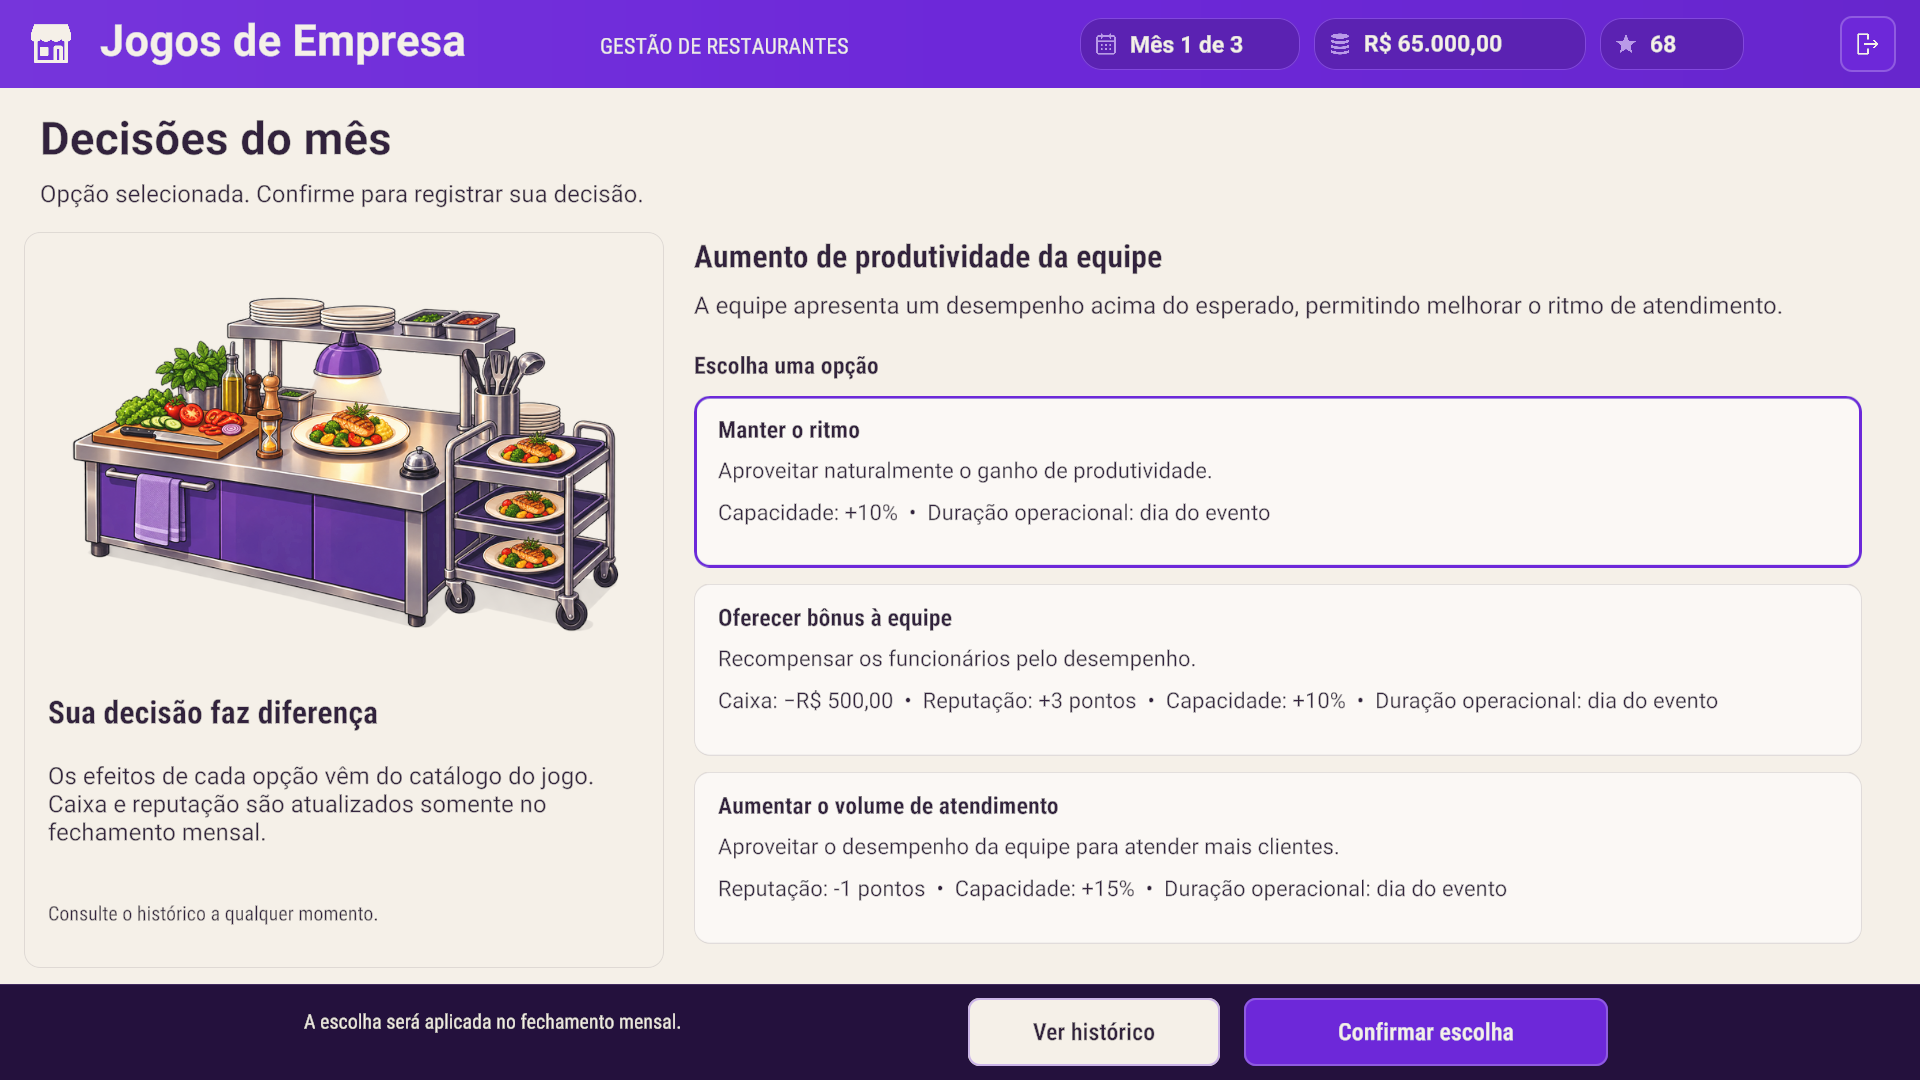 Jogos de Empresa
GESTÃO DE RESTAURANTES
Mês 1 de 3
R$ 65.000,00
68
Decisões do mês
Opção selecionada. Confirme para registrar sua decisão.
Sua decisão faz diferença
Os efeitos de cada opção vêm do catálogo do jogo.
Caixa e reputação são atualizados somente no
fechamento mensal.
Consulte o histórico a qualquer momento.
Aumento de produtividade da equipe
A equipe apresenta um desempenho acima do esperado, permitindo melhorar o ritmo de atendimento.
Escolha uma opção
Manter o ritmo
Aproveitar naturalmente o ganho de produtividade.
Capacidade: +10% • Duração operacional: dia do evento
Oferecer bônus à equipe
Recompensar os funcionários pelo desempenho.
Caixa: −R$ 500,00 • Reputação: +3 pontos • Capacidade: +10% • Duração operacional: dia do evento
Aumentar o volume de atendimento
Aproveitar o desempenho da equipe para atender mais clientes.
Reputação: -1 pontos • Capacidade: +15% • Duração operacional: dia do evento
A escolha será aplicada no fechamento mensal.
Ver histórico
Confirmar escolha